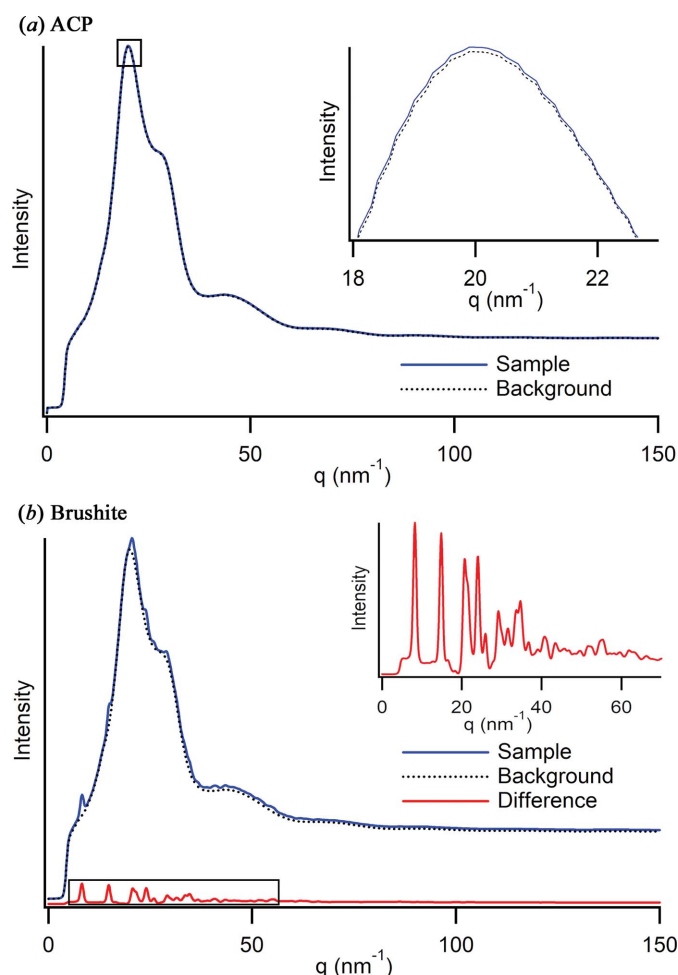 (a) ACP
Intensity
Intensity
18
20
22
q (nm⁻¹)
Sample
Background
0
50
100
150
q (nm⁻¹)
(b) Brushite
Intensity
Intensity
0
20
40
60
q (nm⁻¹)
Sample
Background
Difference
0
50
100
150
q (nm⁻¹)